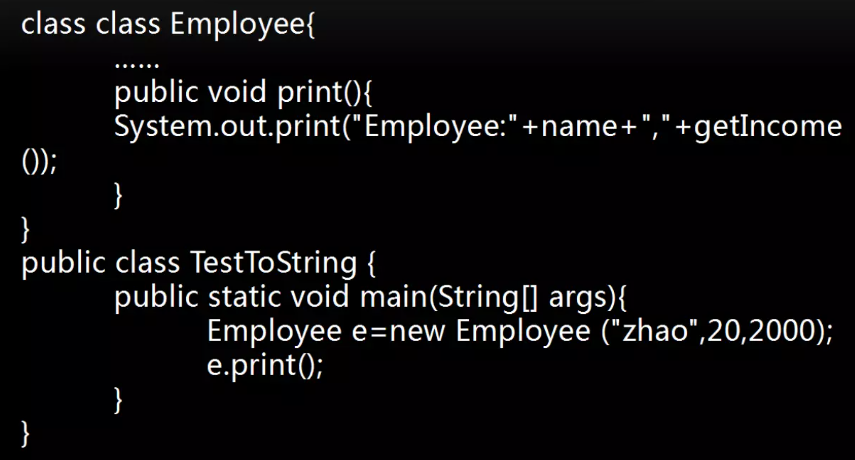 class class Employee{
……
public void print(){
System.out.print("Employee:"+name+","+getIncome
());
}
}
public class TestToString {
public static void main(String[] args){
Employee e=new Employee ("zhao",20,2000);
e.print();
}
}